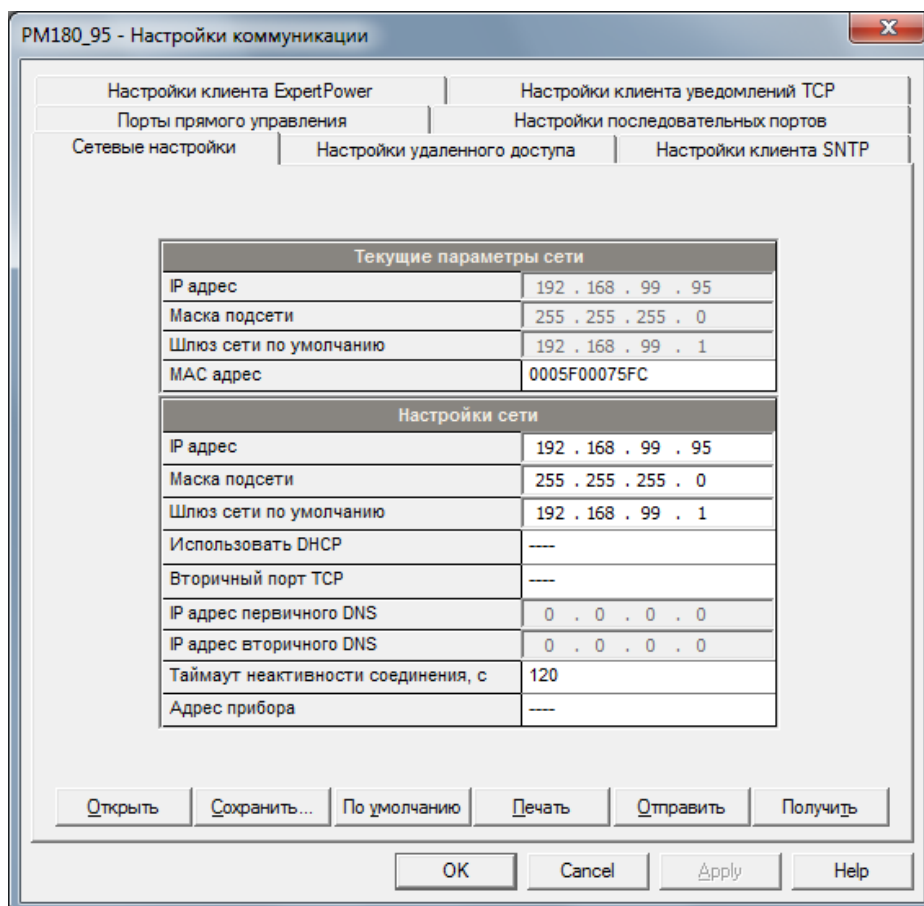 PM180_95 - Настройки коммуникации
Настройки клиента ExpertPower
Настройки клиента уведомлений TCP
Порты прямого управления
Настройки последовательных портов
Сетевые настройки
Настройки удаленного доступа
Настройки клиента SNTP
Текущие параметры сети
IP адрес 192 . 168 . 99 . 95
Маска подсети 255 . 255 . 255 . 0
Шлюз сети по умолчанию 192 . 168 . 99 . 1
MAC адрес 0005F00075FC
Настройки сети
IP адрес 192 . 168 . 99 . 95
Маска подсети 255 . 255 . 255 . 0
Шлюз сети по умолчанию 192 . 168 . 99 . 1
Использовать DHCP ----
Вторичный порт TCP ----
IP адрес первичного DNS 0 . 0 . 0 . 0
IP адрес вторичного DNS 0 . 0 . 0 . 0
Таймаут неактивности соединения, с 120
Адрес прибора ----
Открыть Сохранить... По умолчанию Печать Отправить Получить
OK Cancel Apply Help